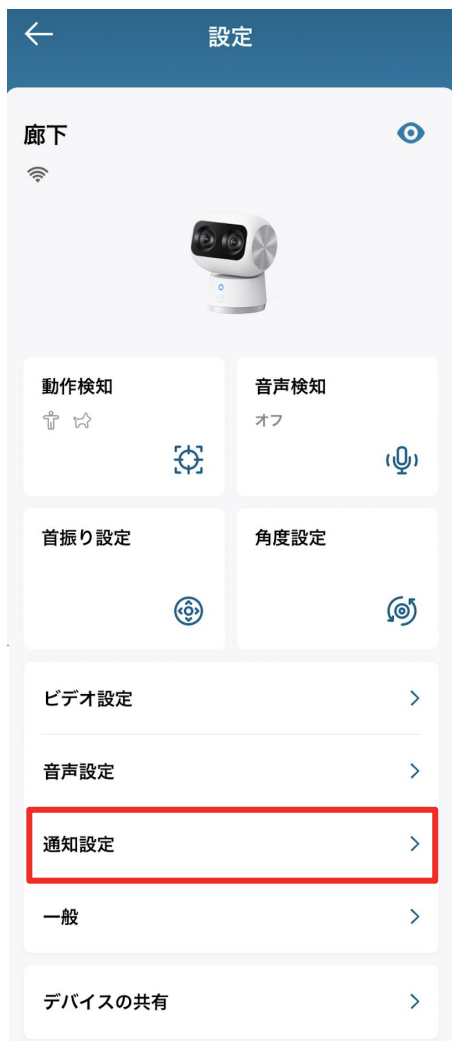 設定
廊下
動作検知
音声検知
オフ
首振り設定
角度設定
ビデオ設定
音声設定
通知設定
一般
デバイスの共有